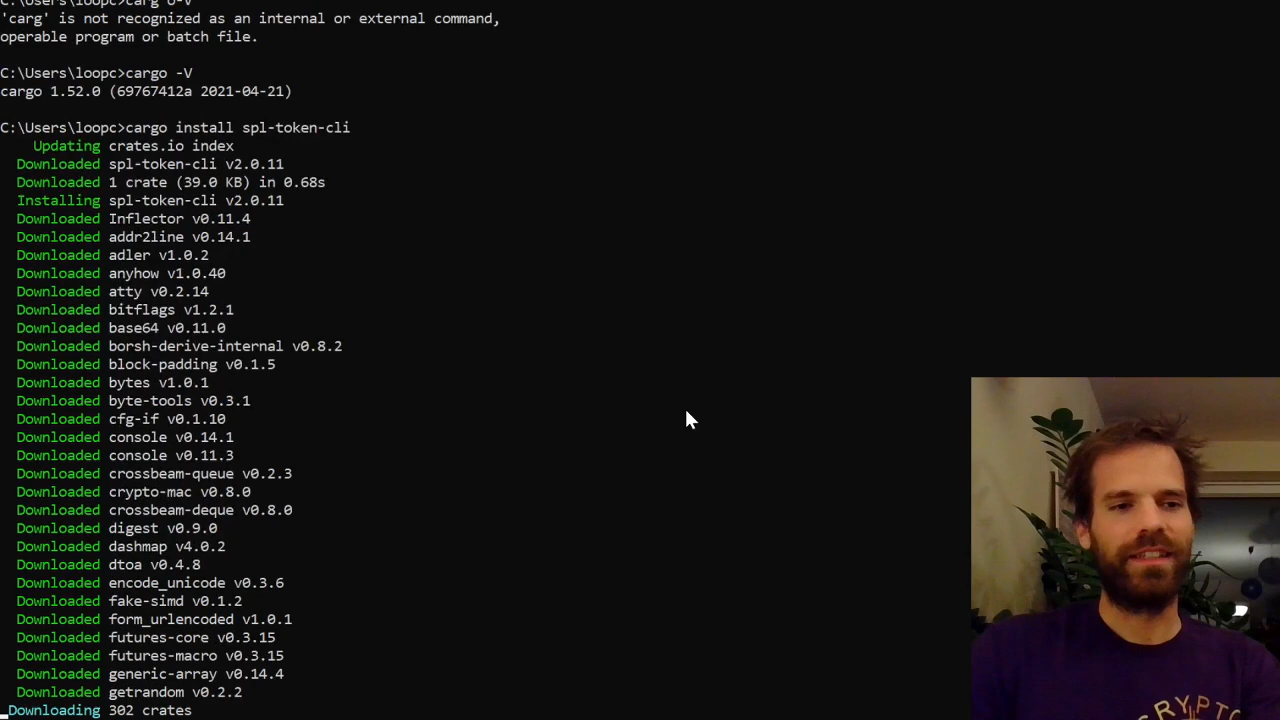 C:\Users\loopc>carg o-V
'carg' is not recognized as an internal or external command,
operable program or batch file.
C:\Users\loopc>cargo -V
cargo 1.52.0 (69767412a 2021-04-21)
C:\Users\loopc>cargo install spl-token-cli
Updating crates.io index
Downloaded spl-token-cli v2.0.11
Downloaded 1 crate (39.0 KB) in 0.68s
Installing spl-token-cli v2.0.11
Downloaded Inflector v0.11.4
Downloaded addr2line v0.14.1
Downloaded adler v1.0.2
Downloaded anyhow v1.0.40
Downloaded atty v0.2.14
Downloaded bitflags v1.2.1
Downloaded base64 v0.11.0
Downloaded borsh-derive-internal v0.8.2
Downloaded block-padding v0.1.5
Downloaded bytes v1.0.1
Downloaded byte-tools v0.3.1
Downloaded cfg-if v0.1.10
Downloaded console v0.14.1
Downloaded console v0.11.3
Downloaded crossbeam-queue v0.2.3
Downloaded crypto-mac v0.8.0
Downloaded crossbeam-deque v0.8.0
Downloaded digest v0.9.0
Downloaded dashmap v4.0.2
Downloaded dtoa v0.4.8
Downloaded encode_unicode v0.3.6
Downloaded fake-simd v0.1.2
Downloaded form_urlencoded v1.0.1
Downloaded futures-core v0.3.15
Downloaded futures-macro v0.3.15
Downloaded generic-array v0.14.4
Downloaded getrandom v0.2.2
Downloading 302 crates
CRYPTO